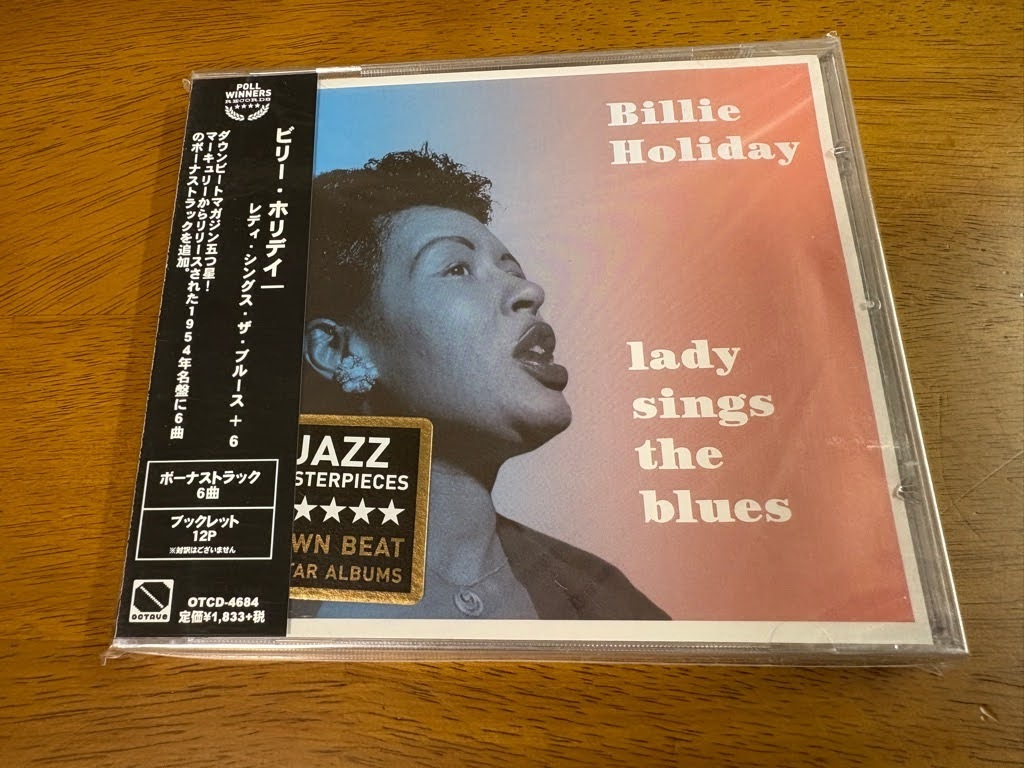 POLL
WINNERS
RECORDS
ビリー・ホリデイ
レディ・シングス・ザ・ブルース + 6
ダウンビートマガジン五つ星！
マーキュリーからリリースされた1954年名盤に6曲
のボーナストラックを追加。
ボーナストラック
6曲
ブックレット
12P
※対訳はございません
OCTAVE
OTCD-4684
定価¥1,833+税
Billie
Holiday
lady
sings
the
blues
JAZZ
STERPIECES
★★★★
WN BEAT
TAR ALBUMS